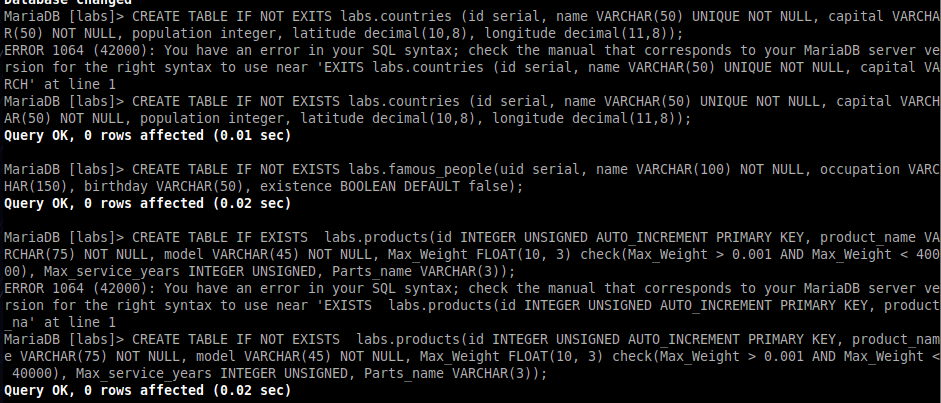 Database changed
MariaDB [labs]> CREATE TABLE IF NOT EXITS labs.countries (id serial, name VARCHAR(50) UNIQUE NOT NULL, capital VARCHA
R(50) NOT NULL, population integer, latitude decimal(10,8), longitude decimal(11,8));
ERROR 1064 (42000): You have an error in your SQL syntax; check the manual that corresponds to your MariaDB server ve
rsion for the right syntax to use near 'EXITS labs.countries (id serial, name VARCHAR(50) UNIQUE NOT NULL, capital VA
RCH' at line 1
MariaDB [labs]> CREATE TABLE IF NOT EXISTS labs.countries (id serial, name VARCHAR(50) UNIQUE NOT NULL, capital VARCH
AR(50) NOT NULL, population integer, latitude decimal(10,8), longitude decimal(11,8));
Query OK, 0 rows affected (0.01 sec)
MariaDB [labs]> CREATE TABLE IF NOT EXISTS labs.famous_people(uid serial, name VARCHAR(100) NOT NULL, occupation VARC
HAR(150), birthday VARCHAR(50), existence BOOLEAN DEFAULT false);
Query OK, 0 rows affected (0.02 sec)
MariaDB [labs]> CREATE TABLE IF EXISTS  labs.products(id INTEGER UNSIGNED AUTO_INCREMENT PRIMARY KEY, product_name VA
RCHAR(75) NOT NULL, model VARCHAR(45) NOT NULL, Max_Weight FLOAT(10, 3) check(Max_Weight > 0.001 AND Max_Weight < 400
00), Max_service_years INTEGER UNSIGNED, Parts_name VARCHAR(3));
ERROR 1064 (42000): You have an error in your SQL syntax; check the manual that corresponds to your MariaDB server ve
rsion for the right syntax to use near 'EXISTS  labs.products(id INTEGER UNSIGNED AUTO_INCREMENT PRIMARY KEY, product
_na' at line 1
MariaDB [labs]> CREATE TABLE IF NOT EXISTS  labs.products(id INTEGER UNSIGNED AUTO_INCREMENT PRIMARY KEY, product_nam
e VARCHAR(75) NOT NULL, model VARCHAR(45) NOT NULL, Max_Weight FLOAT(10, 3) check(Max_Weight > 0.001 AND Max_Weight <
 40000), Max_service_years INTEGER UNSIGNED, Parts_name VARCHAR(3));
Query OK, 0 rows affected (0.02 sec)